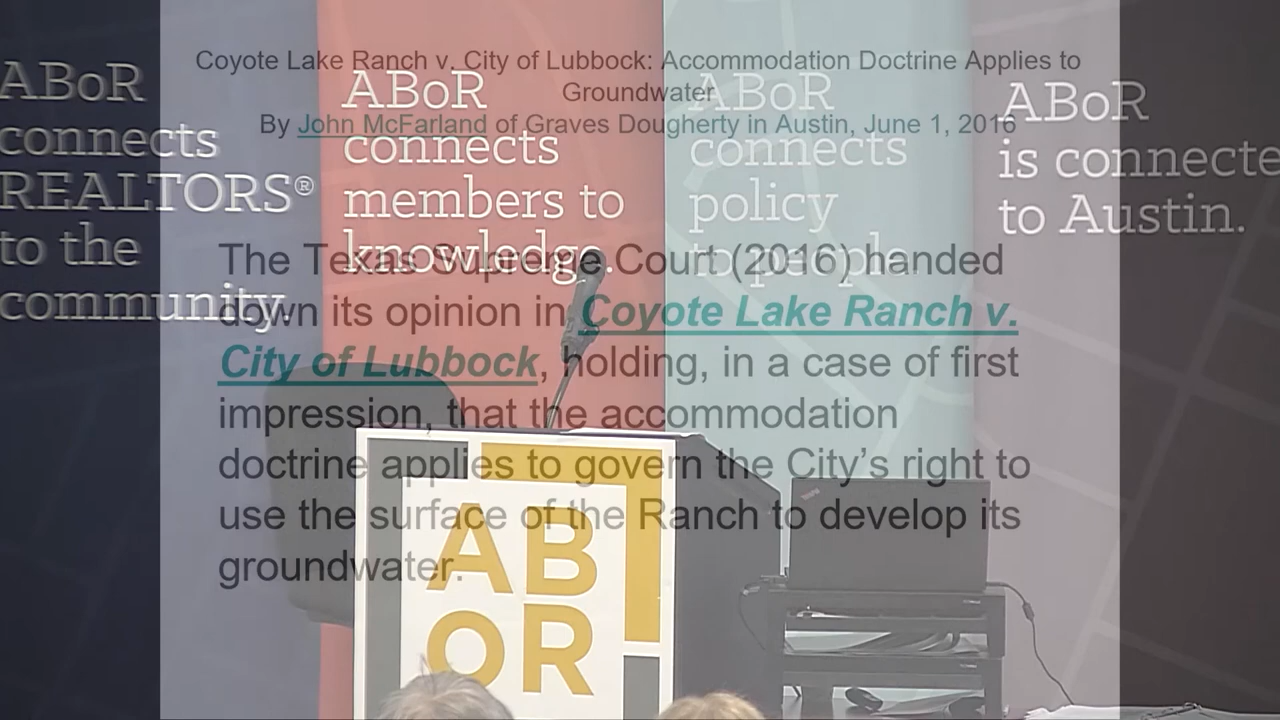 Coyote Lake Ranch v. City of Lubbock: Accommodation Doctrine Applies to
Groundwater
By John McFarland of Graves Dougherty in Austin, June 1, 2016
The Texas Supreme Court (2016) handed
down its opinion in Coyote Lake Ranch v.
City of Lubbock, holding, in a case of first
impression, that the accommodation
doctrine applies to govern the City's right to
use the surface of the Ranch to develop its
groundwater.
ABoR
connects
REALTORS®
to the
community.
ABoR
connects
members to
knowledge.
ABoR
connects
policy
to people.
ABoR
is connecte
to Austin.
AB
OR